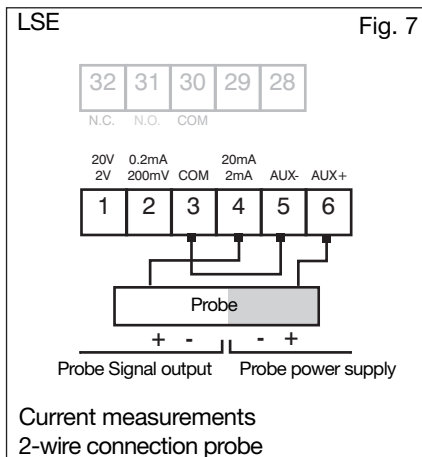 LSE Fig. 7
32 31 30 29 28
N.C. N.O. COM
20V 0.2mA 20mA
2V 200mV COM 2mA AUX- AUX+
1 2 3 4 5 6
Probe
+ - - +
Probe Signal output Probe power supply
Current measurements
2-wire connection probe